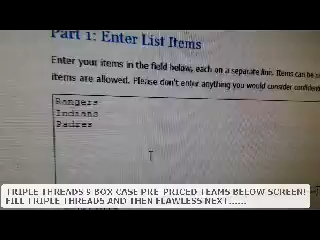 Part 1: Enter List Items
Enter your items in the field below, each on a separate line. Items can be
items are allowed. Please don't enter anything you would consider confident
Rangers
Indians
Padres
TRIPLE THREADS 9 BOX CASE PRE-PRICED TEAMS BELOW SCREEN!
FILL TRIPLE THREADS AND THEN FLAWLESS NEXT......